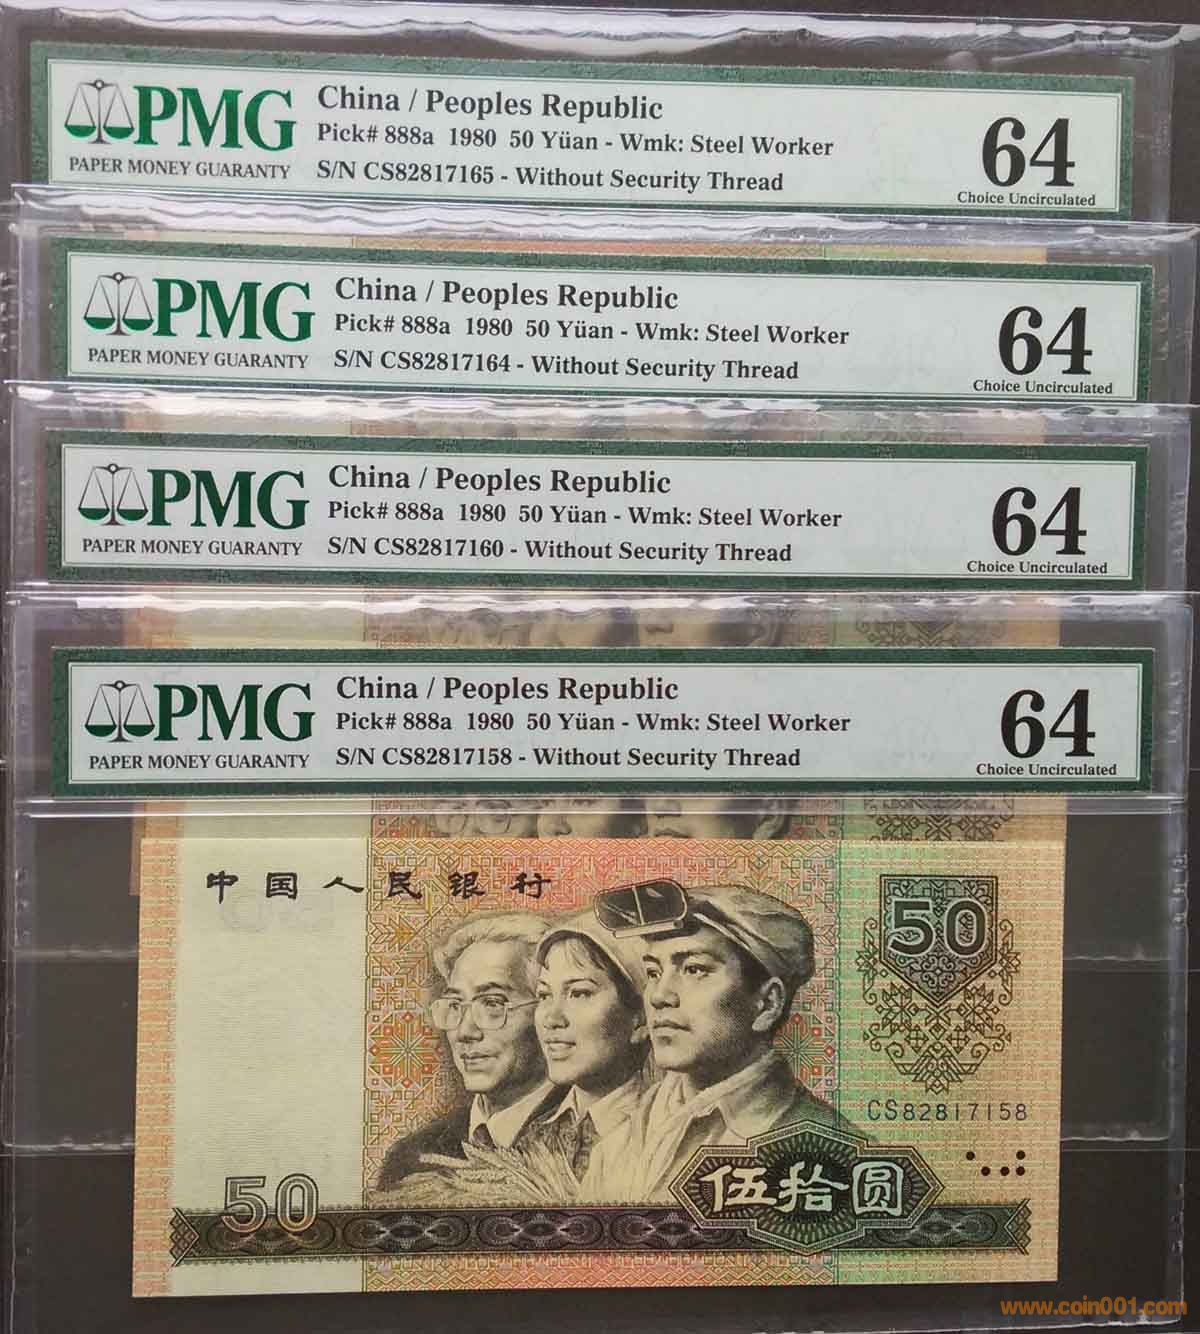 PMG
PAPER MONEY GUARANTY
China / Peoples Republic
Pick# 888a 1980 50 Yüan - Wmk: Steel Worker
S/N CS82817165 - Without Security Thread
64
Choice Uncirculated
PMG
PAPER MONEY GUARANTY
China / Peoples Republic
Pick# 888a 1980 50 Yüan - Wmk: Steel Worker
S/N CS82817164 - Without Security Thread
64
Choice Uncirculated
PMG
PAPER MONEY GUARANTY
China / Peoples Republic
Pick# 888a 1980 50 Yüan - Wmk: Steel Worker
S/N CS82817160 - Without Security Thread
64
Choice Uncirculated
PMG
PAPER MONEY GUARANTY
China / Peoples Republic
Pick# 888a 1980 50 Yüan - Wmk: Steel Worker
S/N CS82817158 - Without Security Thread
64
Choice Uncirculated
中国人民银行
50
CS82817158
伍拾圆
50
www.coin001.com